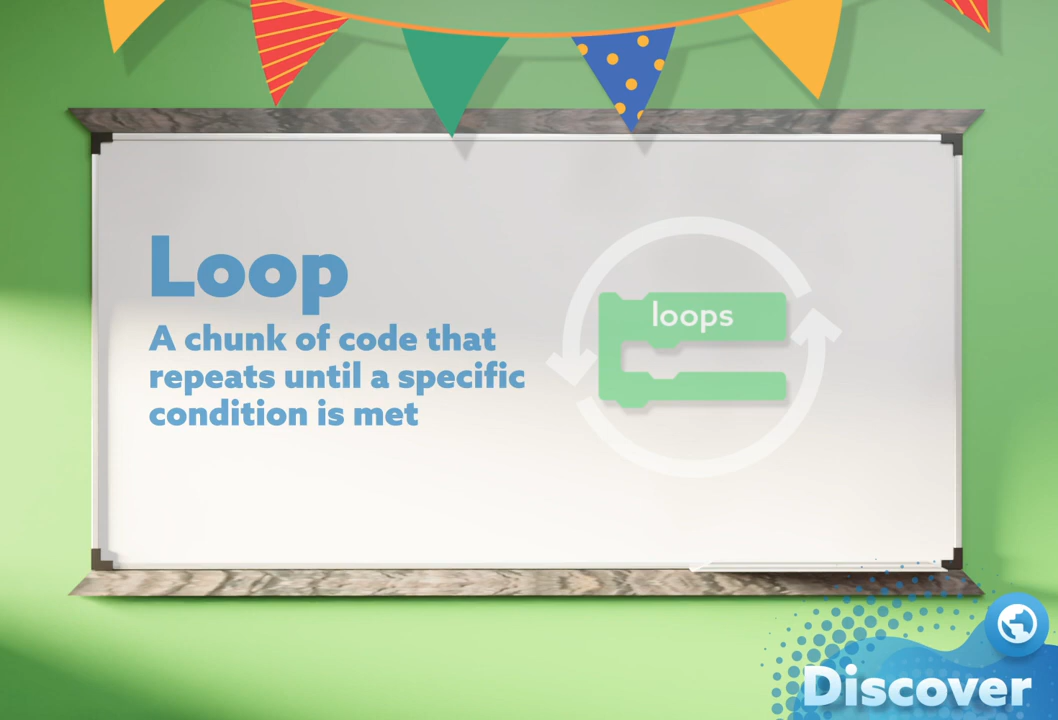 Loop
A chunk of code that
repeats until a specific
condition is met
loops
Discover